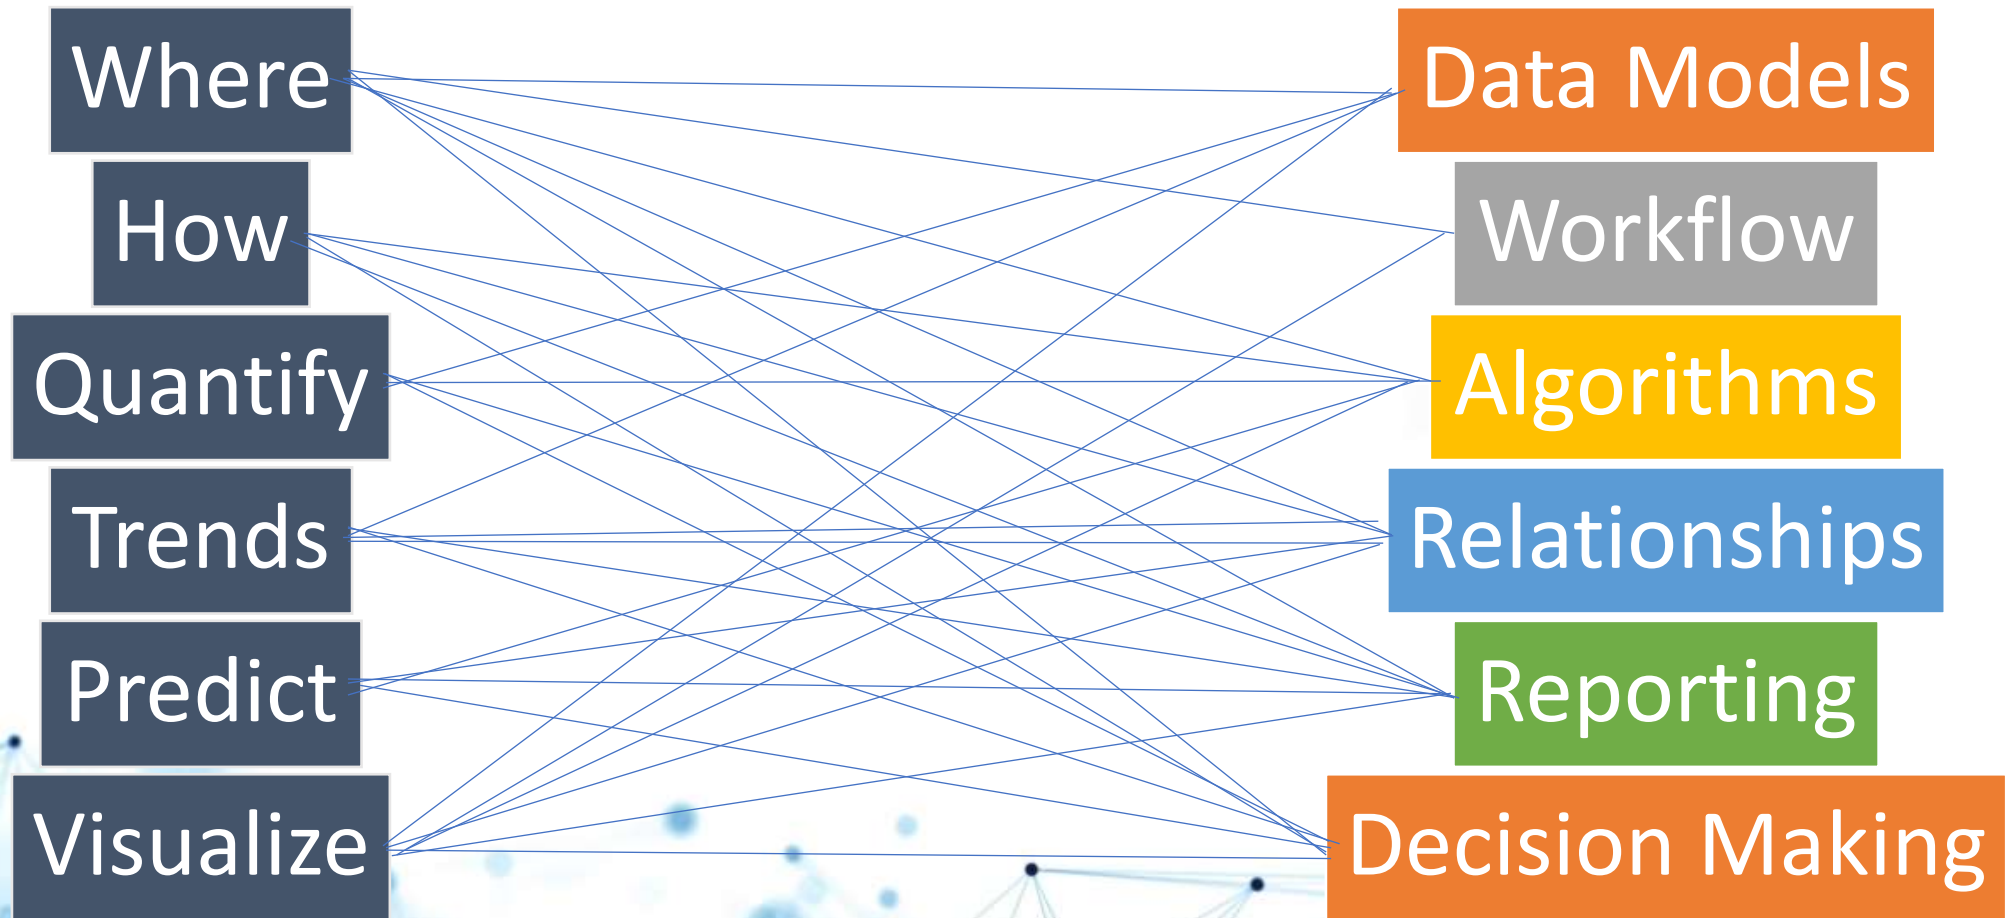 Where
How
Quantify
Trends
Predict
Visualize
Data Models
Workflow
Algorithms
Relationships
Reporting
Decision Making